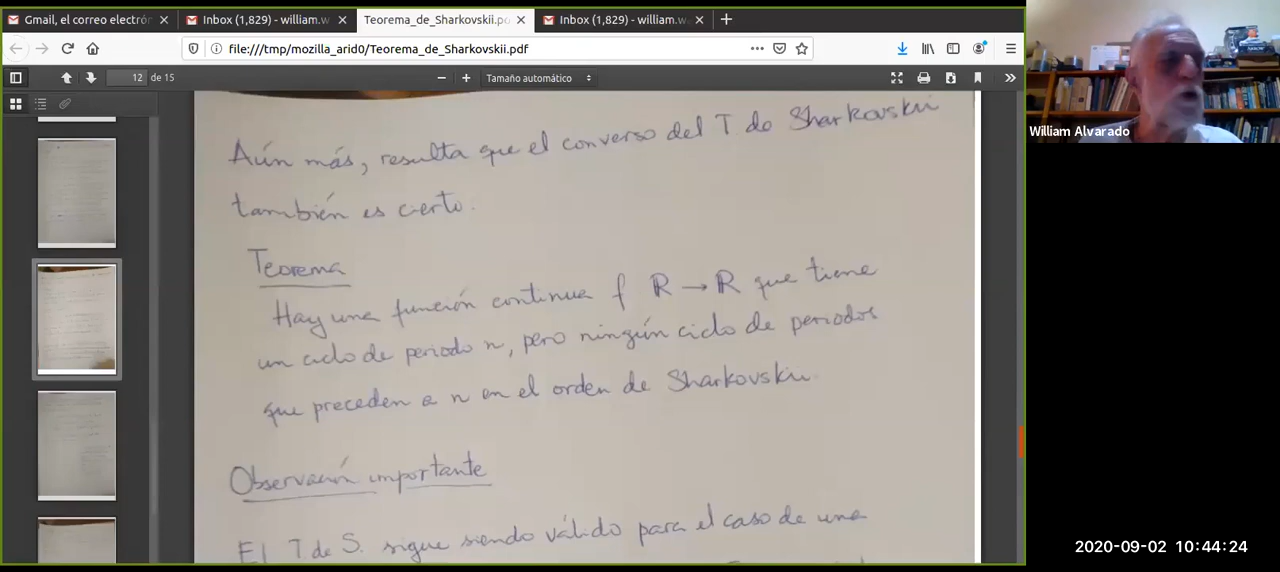 Gmail, el correo electrón
Inbox (1,829) - william.w
Teorema_de_Sharkovskii.p
Inbox (1,829) - william.w
file:///tmp/mozilla_arid0/Teorema_de_Sharkovskii.pdf
12 de 15
Tamaño automático
Aún más, resulta que el converso del T. de Sharkovskii
también es cierto.
Teorema
Hay una función continua f R → R que tiene
un ciclo de periodo n, pero ningún ciclo de periodos
que preceden a n en el orden de Sharkovskii.
Observación importante
El T de S. sigue siendo válido para el caso de una
William Alvarado
2020-09-02 10:44:24